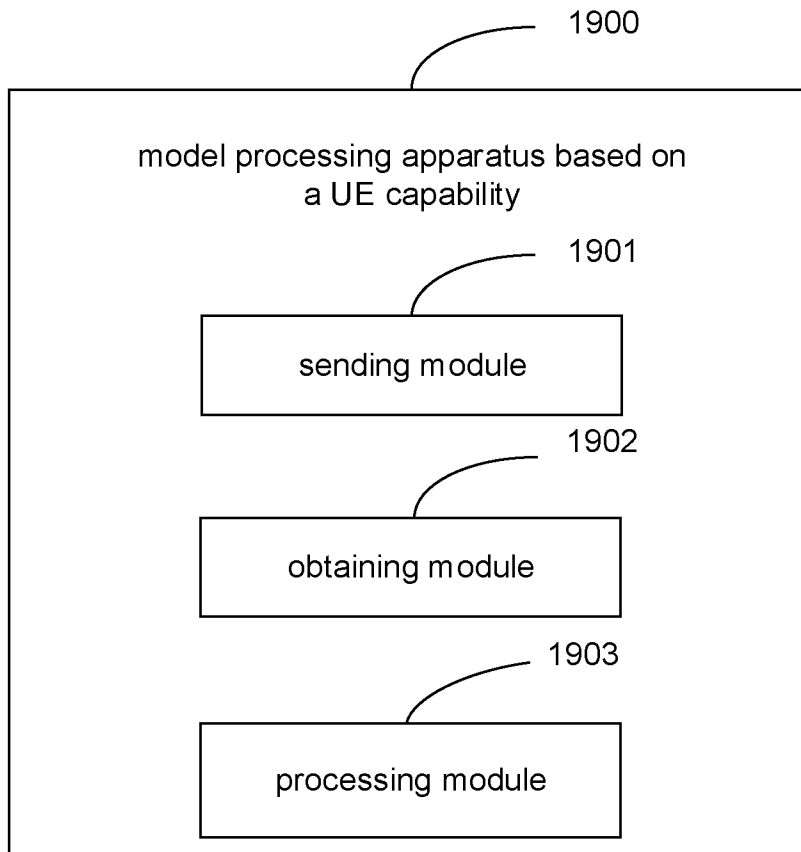 1900
model processing apparatus based on
a UE capability
1901
sending module
1902
obtaining module
1903
processing module